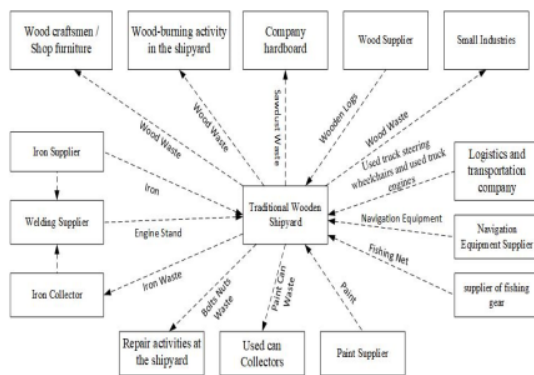 Wood craftsmen /
Shop furniture
Wood-burning activity
in the shipyard
Company
hardboard
Wood Supplier
Small Industries
Wood Waste
Wood Waste
Sawdust Waste
Wooden Logs
Wood Waste
Iron Supplier
Iron
Used truck steering
wheelchairs and used truck
engines
Logistics and
transportation
company
Welding Supplier
Engine Stand
Traditional Wooden
Shipyard
Navigation Equipment
Navigation
Equipment Supplier
Iron Collector
Iron Waste
Bolts Nuts
Waste
Paint Can
Waste
Paint
Fishing Net
supplier of fishing
gear
Repair activities at
the shipyard
Used can
Collectors
Paint Supplier